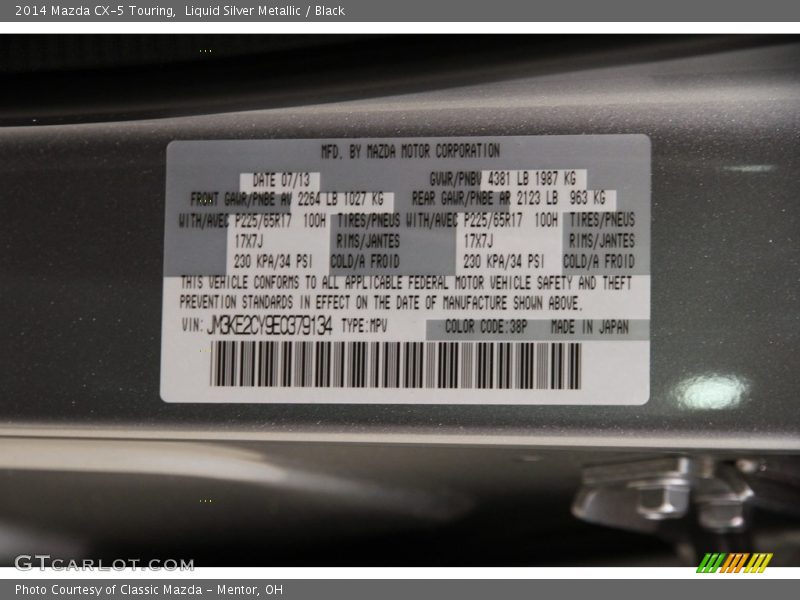 2014 Mazda CX-5 Touring,  Liquid Silver Metallic / Black
MFD. BY MAZDA MOTOR CORPORATION
DATE 07/13 GVWR/PNBV 4381 LB 1987 KG
FRONT GAWR/PNBE AV 2264 LB 1027 KG REAR GAWR/PNBE AR 2123 LB 963 KG
WITH/AVEC P225/65R17 100H TIRES/PNEUS WITH/AVEC P225/65R17 100H TIRES/PNEUS
17X7J RIMS/JANTES 17X7J RIMS/JANTES
230 KPA/34 PSI COLD/A FROID 230 KPA/34 PSI COLD/A FROID
THIS VEHICLE CONFORMS TO ALL APPLICABLE FEDERAL MOTOR VEHICLE SAFETY AND THEFT
PREVENTION STANDARDS IN EFFECT ON THE DATE OF MANUFACTURE SHOWN ABOVE.
VIN: JM3KE2CY9E0379134 TYPE:MPV COLOR CODE:38P MADE IN JAPAN
GTCARLOT.COM
Photo Courtesy of Classic Mazda - Mentor, OH